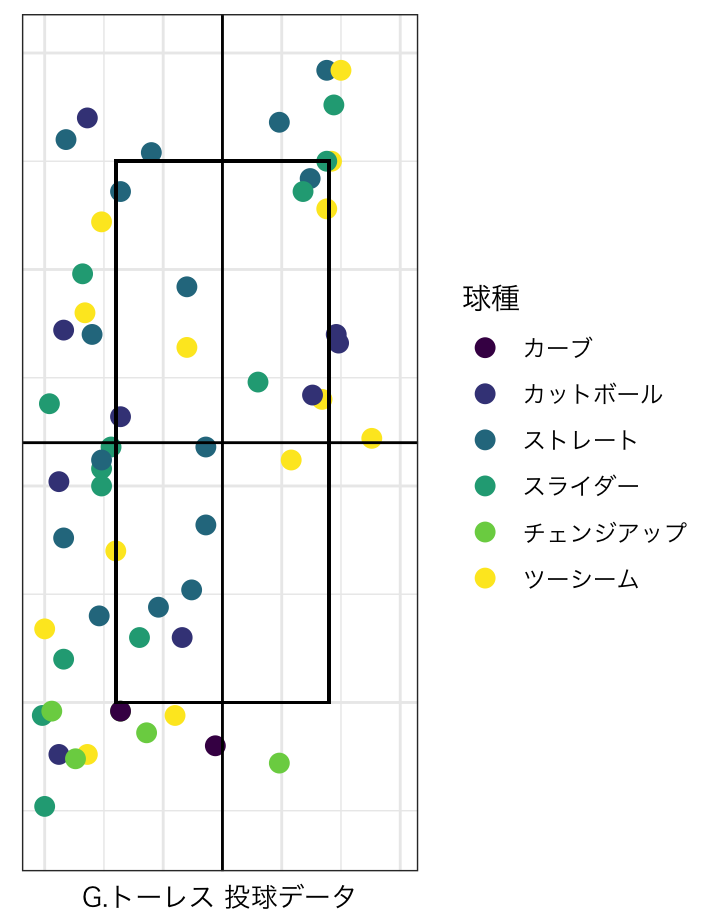 球種
カーブ
カットボール
ストレート
スライダー
チェンジアップ
ツーシーム
G.トーレス 投球データ